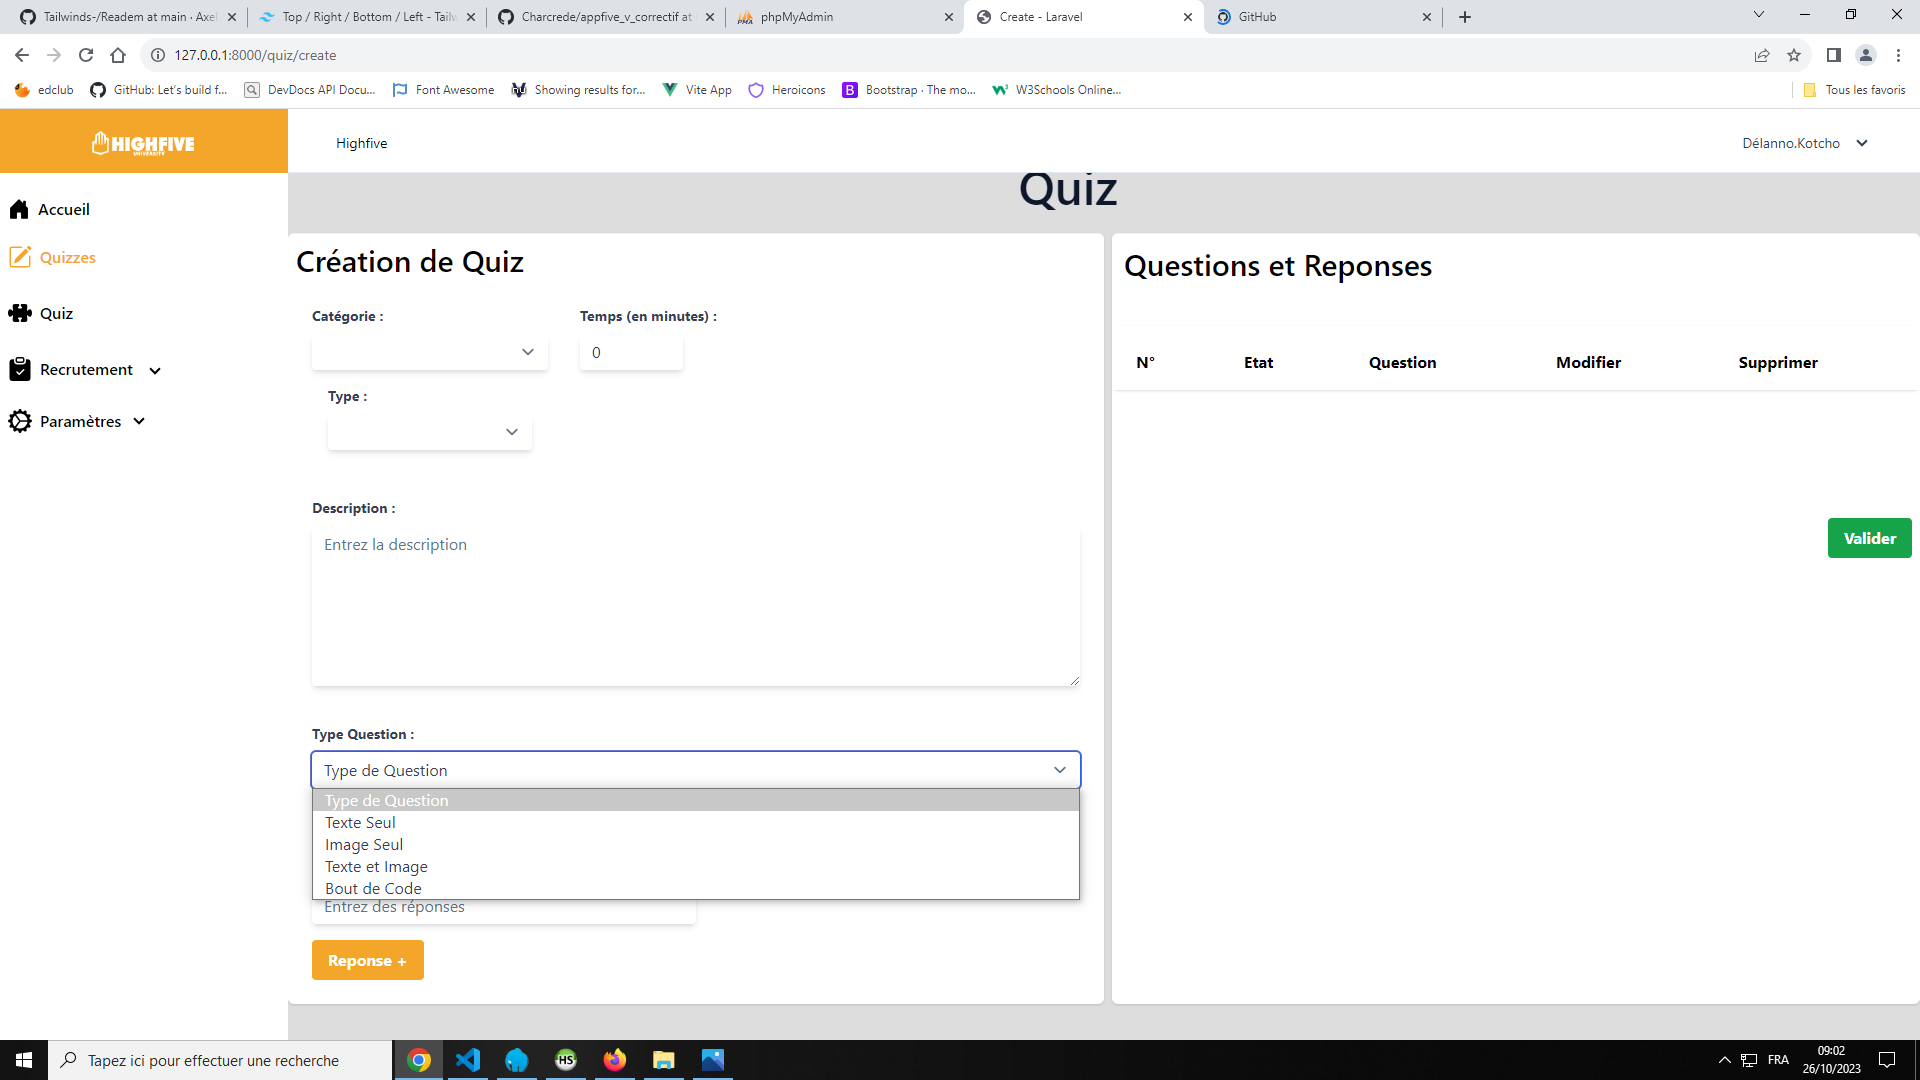 Tailwinds-/Readem at main · Axel
Top / Right / Bottom / Left - Tailw
Charcrede/appfive_v_correctif at
phpMyAdmin
Create - Laravel
GitHub
127.0.0.1:8000/quiz/create
edclub
GitHub: Let's build f...
DevDocs API Docu...
Font Awesome
Showing results for...
Vite App
Heroicons
Bootstrap · The mo...
W3Schools Online...
Tous les favoris
HIGHFIVE
UNIVERSITY
Highfive
Délanno.Kotcho
Accueil
Quizzes
Quiz
Recrutement
Paramètres
Quiz
Création de Quiz
Catégorie :
Temps (en minutes) :
0
Type :
Description :
Entrez la description
Type Question :
Type de Question
Type de Question
Texte Seul
Image Seul
Texte et Image
Bout de Code
Entrez des réponses
Reponse +
Questions et Reponses
N° Etat Question Modifier Supprimer
Valider
Tapez ici pour effectuer une recherche
HS
FRA
09:02
26/10/2023